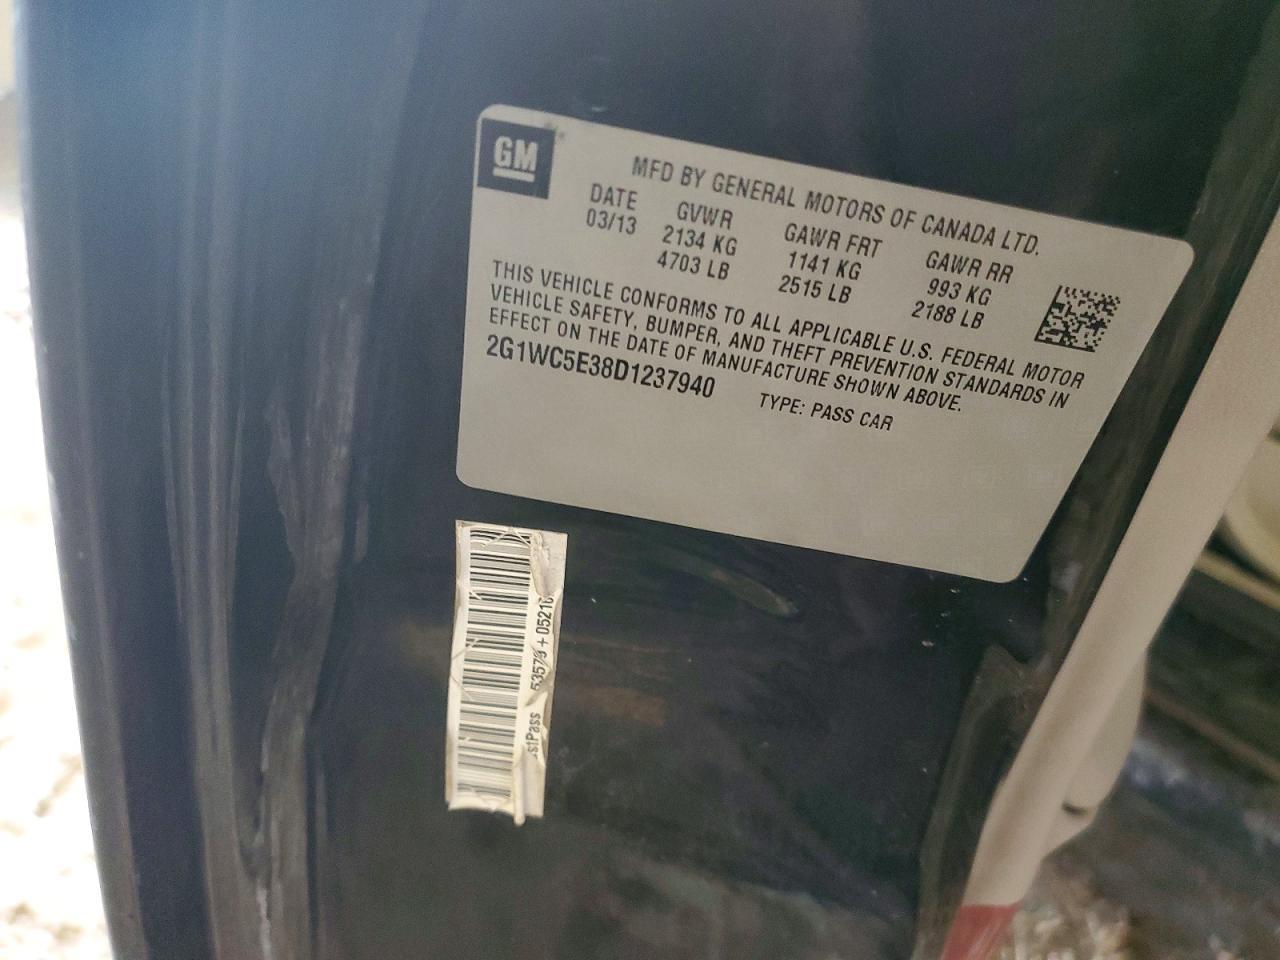 GM
MFD BY GENERAL MOTORS OF CANADA LTD.
DATE GVWR GAWR FRT GAWR RR
03/13 2134 KG 1141 KG 993 KG
4703 LB 2515 LB 2188 LB
THIS VEHICLE CONFORMS TO ALL APPLICABLE U.S. FEDERAL MOTOR
VEHICLE SAFETY, BUMPER, AND THEFT PREVENTION STANDARDS IN
EFFECT ON THE DATE OF MANUFACTURE SHOWN ABOVE.
2G1WC5E38D1237940 TYPE: PASS CAR
stPass